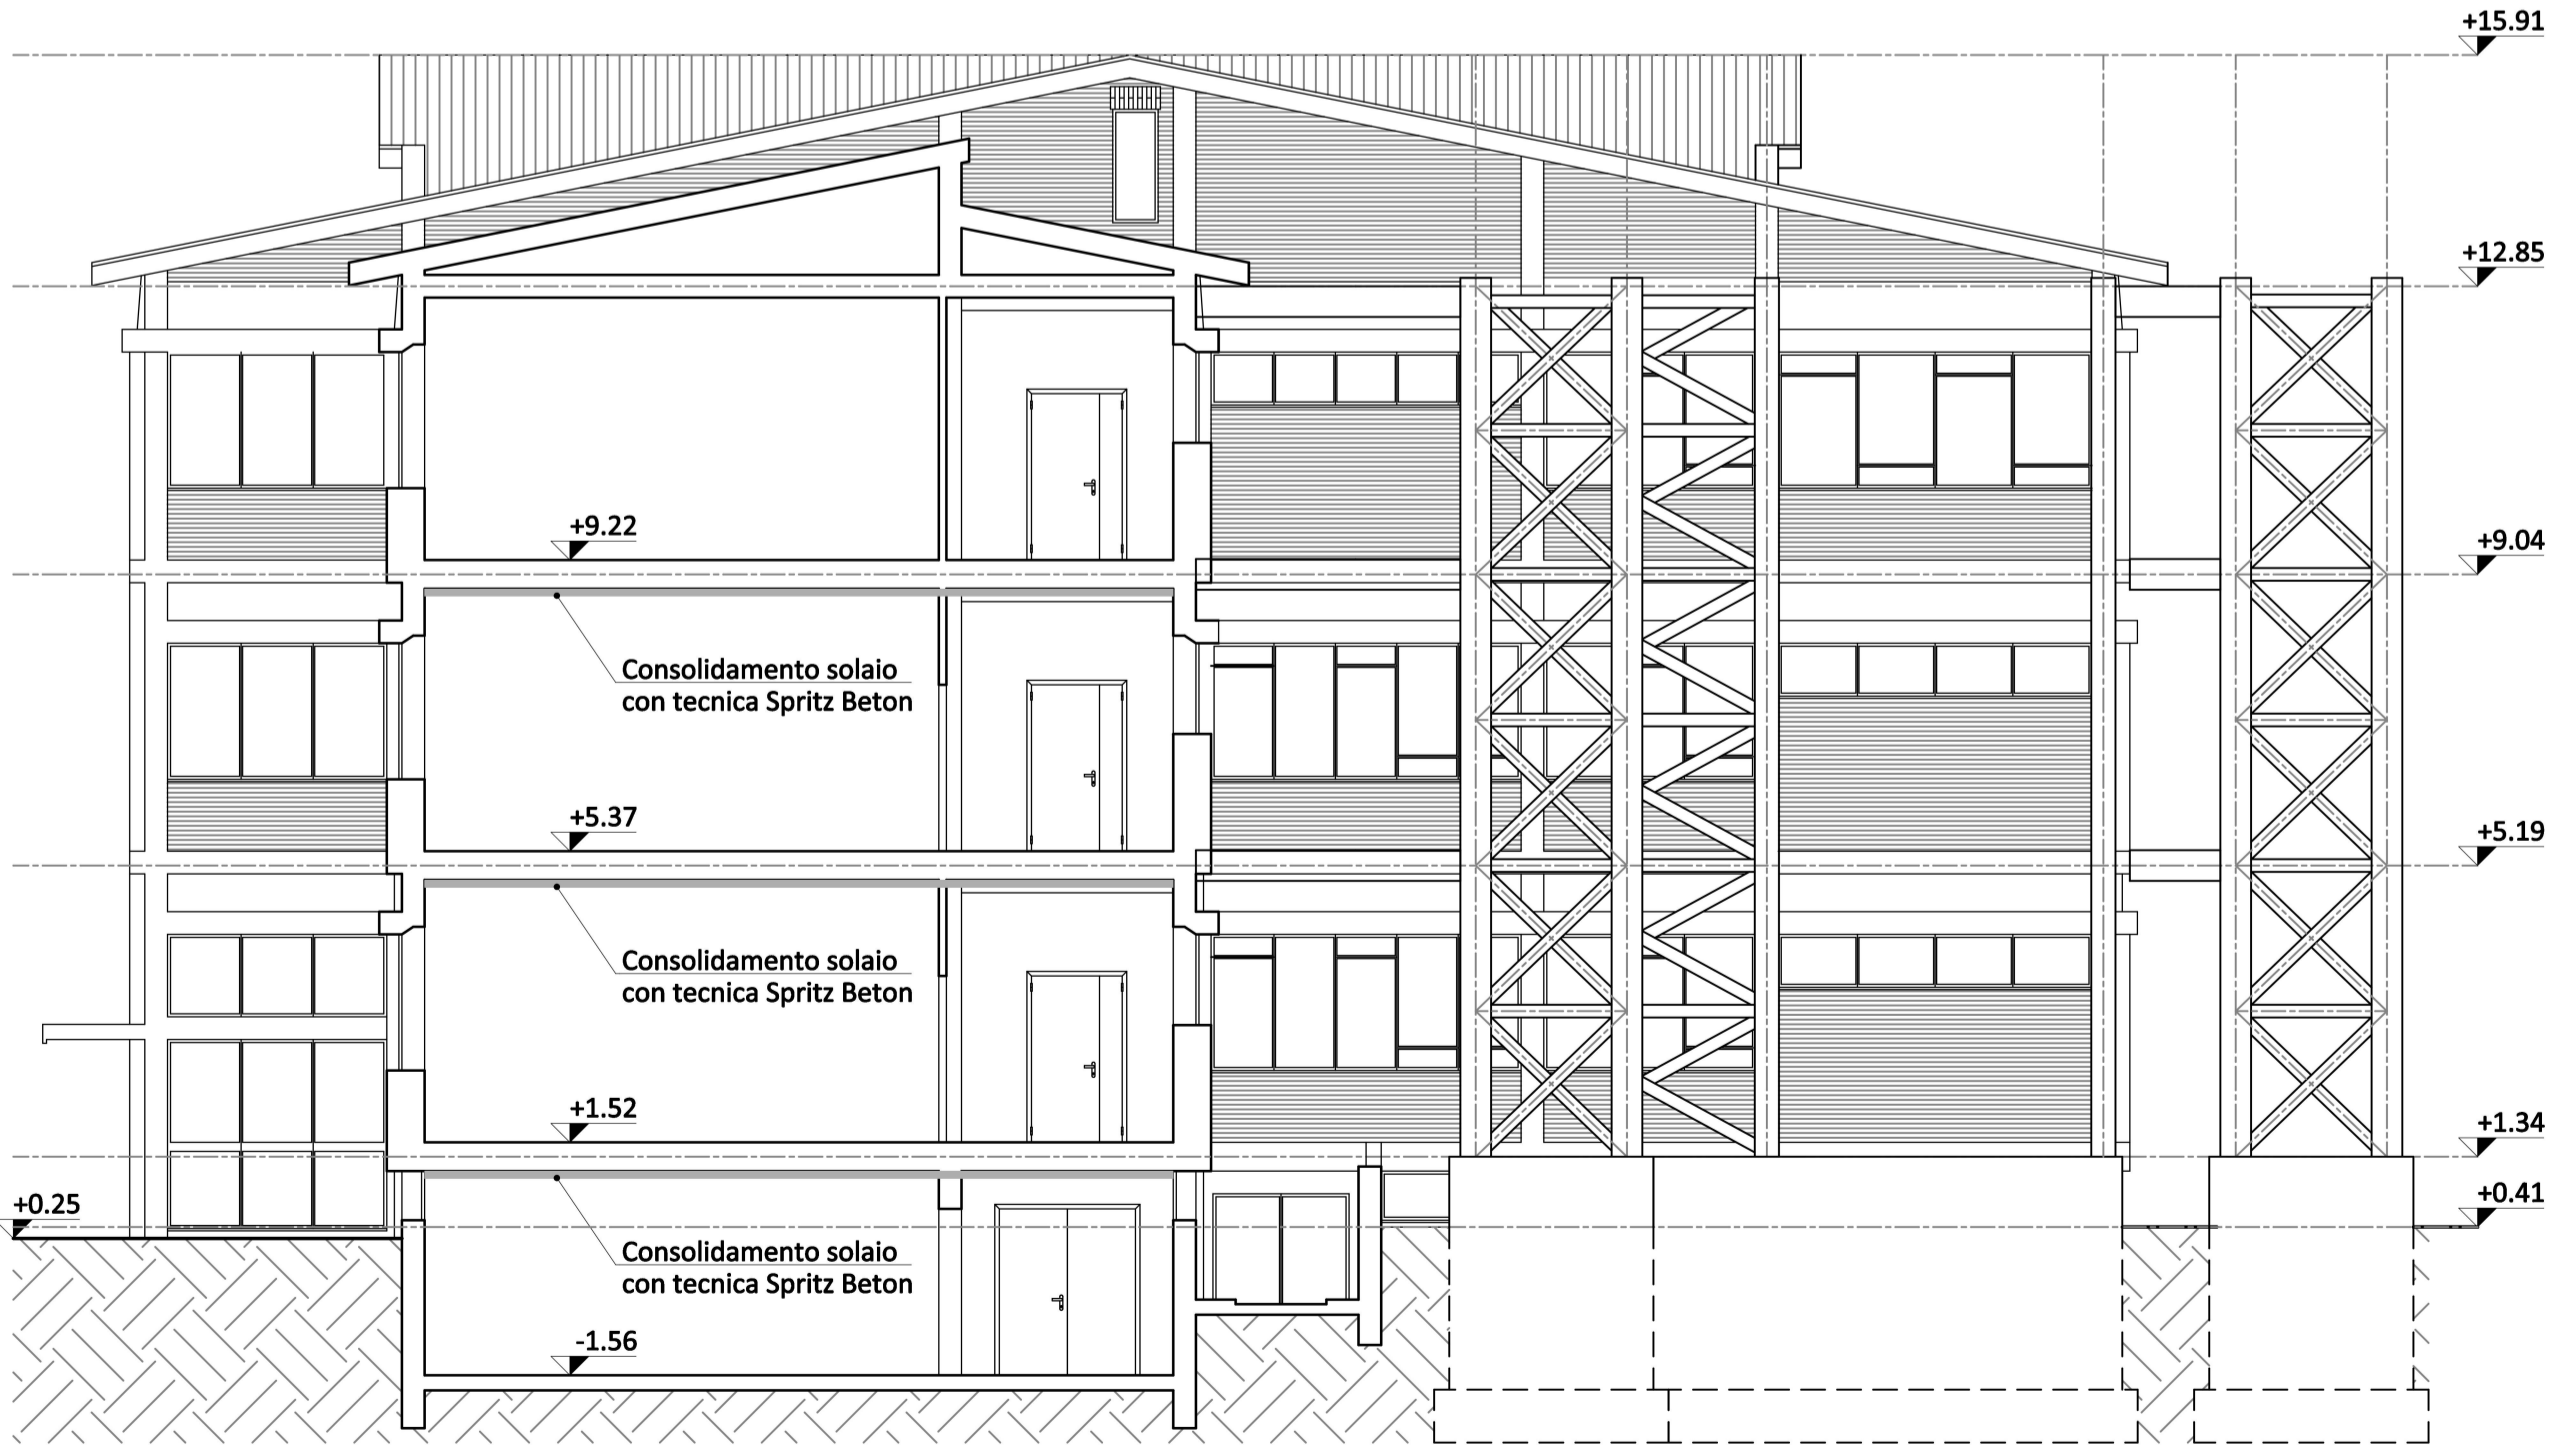 +15.91
+12.85
+9.22
+9.04
Consolidamento solaio
con tecnica Spritz Beton
+5.37
+5.19
Consolidamento solaio
con tecnica Spritz Beton
+1.52
+1.34
+0.25
+0.41
Consolidamento solaio
con tecnica Spritz Beton
-1.56